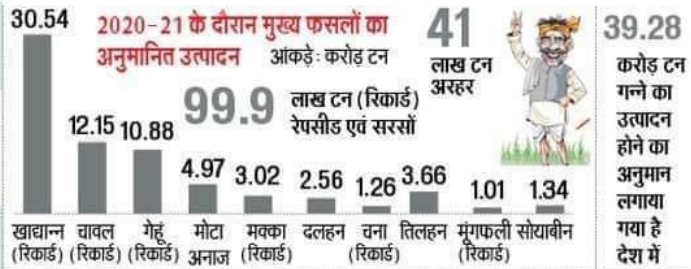 2020-21 के दौरान मुख्य फसलों का
अनुमानित उत्पादन
आंकड़े: करोड़ टन
41
लाख टन
अरहर
99.9
लाख टन (रिकार्ड)
रेपसीड एवं सरसों
30.54
12.15 10.88
4.97 3.02 2.56 1.26 3.66 1.01 1.34
खाद्यान्न चावल गेहूं मोटा मक्का दलहन चना तिलहन मूंगफली सोयाबीन
(रिकार्ड) (रिकार्ड) (रिकार्ड) अनाज (रिकार्ड) (रिकार्ड) (रिकार्ड)
39.28
करोड़ टन
गन्ने का
उत्पादन
होने का
अनुमान
लगाया
गया है
देश में